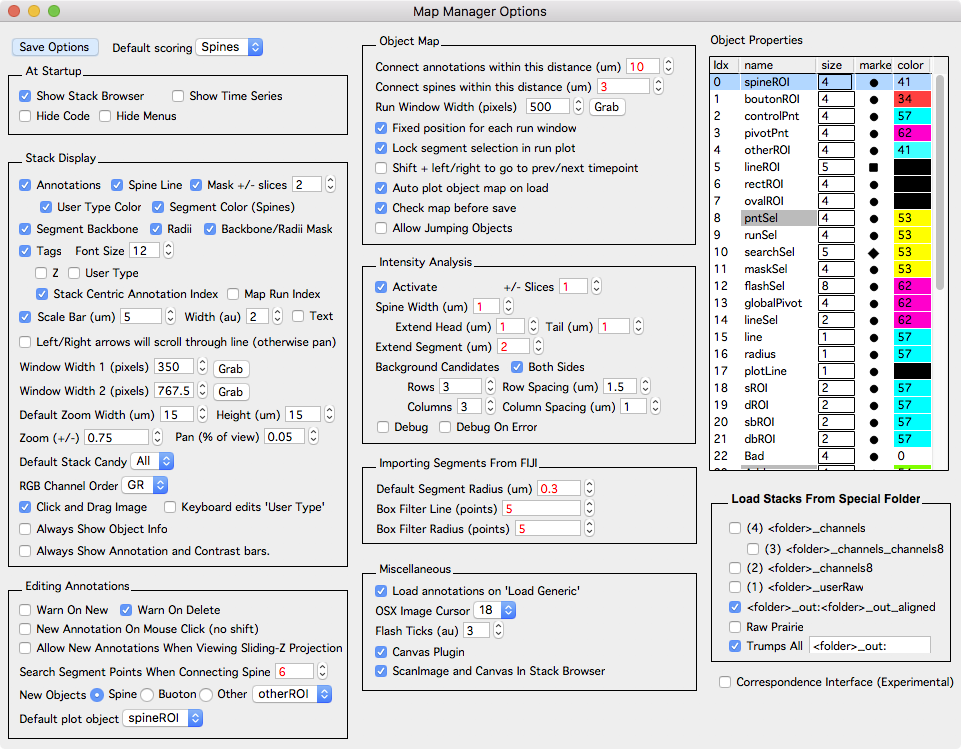 Map Manager Options
Save Options Default scoring Spines
At Startup
Show Stack Browser Show Time Series
Hide Code Hide Menus
Stack Display
Annotations Spine Line Mask +/- slices 2
User Type Color Segment Color (Spines)
Segment Backbone Radii Backbone/Radii Mask
Tags Font Size 12
Z User Type
Stack Centric Annotation Index Map Run Index
Scale Bar (um) 5 Width (au) 2 Text
Left/Right arrows will scroll through line (otherwise pan)
Window Width 1 (pixels) 350 Grab
Window Width 2 (pixels) 767.5 Grab
Default Zoom Width (um) 15 Height (um) 15
Zoom (+/-) 0.75 Pan (% of view) 0.05
Default Stack Candy All
RGB Channel Order GR
Click and Drag Image Keyboard edits 'User Type'
Always Show Object Info
Always Show Annotation and Contrast bars.
Editing Annotations
Warn On New Warn On Delete
New Annotation On Mouse Click (no shift)
Allow New Annotations When Viewing Sliding-Z Projection
Search Segment Points When Connecting Spine 6
New Objects Spine Buoton Other otherROI
Default plot object spineROI
Object Map
Connect annotations within this distance (um) 10
Connect spines within this distance (um) 3
Run Window Width (pixels) 500 Grab
Fixed position for each run window
Lock segment selection in run plot
Shift + left/right to go to prev/next timepoint
Auto plot object map on load
Check map before save
Allow Jumping Objects
Intensity Analysis
Activate +/- Slices 1
Spine Width (um) 1
Extend Head (um) 1 Tail (um) 1
Extend Segment (um) 2
Background Candidates Both Sides
Rows 3 Row Spacing (um) 1.5
Columns 3 Column Spacing (um) 1
Debug Debug On Error
Importing Segments From FIJI
Default Segment Radius (um) 0.3
Box Filter Line (points) 5
Box Filter Radius (points) 5
Miscellaneous
Load annotations on 'Load Generic'
OSX Image Cursor 18
Flash Ticks (au) 3
Canvas Plugin
ScanImage and Canvas In Stack Browser
Object Properties
Idx name size marke color
0 spineROI 4 41
1 boutonROI 4 34
2 controlPnt 4 57
3 pivotPnt 4 62
4 otherROI 4 41
5 lineROI 5
6 rectROI 4
7 ovalROI 4
8 pntSel 4 53
9 runSel 4 53
10 searchSel 5 53
11 maskSel 4 53
12 flashSel 8 62
13 globalPivot 4 62
14 lineSel 2 62
15 line 1 57
16 radius 1 57
17 plotLine 1
18 sROI 2 57
19 dROI 2 57
20 sbROI 2 57
21 dbROI 2 57
22 Bad 4 0
Load Stacks From Special Folder
(4) <folder>_channels
(3) <folder>_channels_channels8
(2) <folder>_channels8
(1) <folder>_userRaw
<folder>_out:<folder>_out_aligned
Raw Prairie
Trumps All <folder>_out:
Correspondence Interface (Experimental)